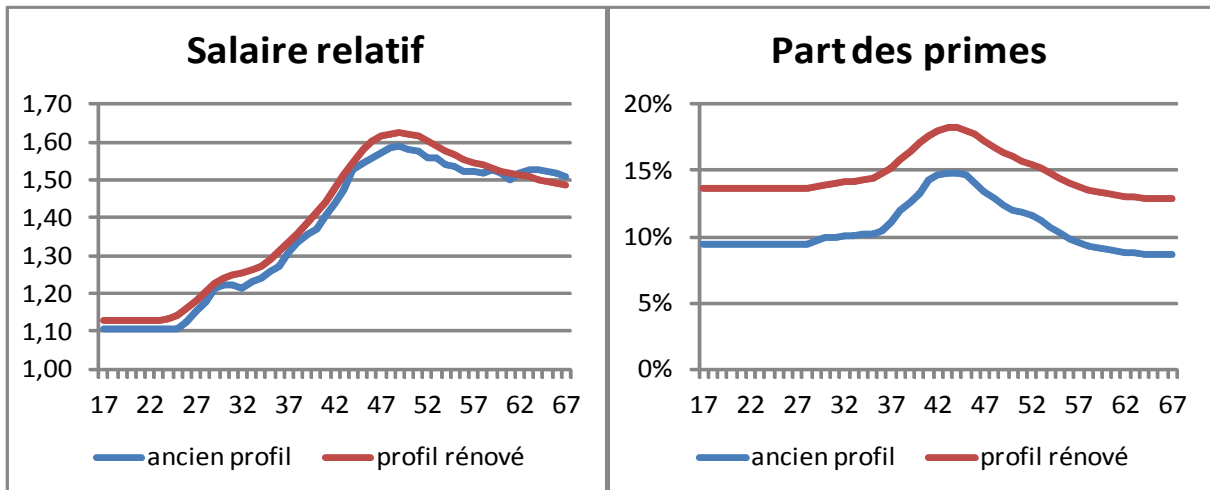 Salaire relatif
1,70
1,60
1,50
1,40
1,30
1,20
1,10
1,00
17 22 27 32 37 42 47 52 57 62 67
ancien profil profil rénové
Part des primes
20%
15%
10%
5%
0%
17 22 27 32 37 42 47 52 57 62 67
ancien profil profil rénové